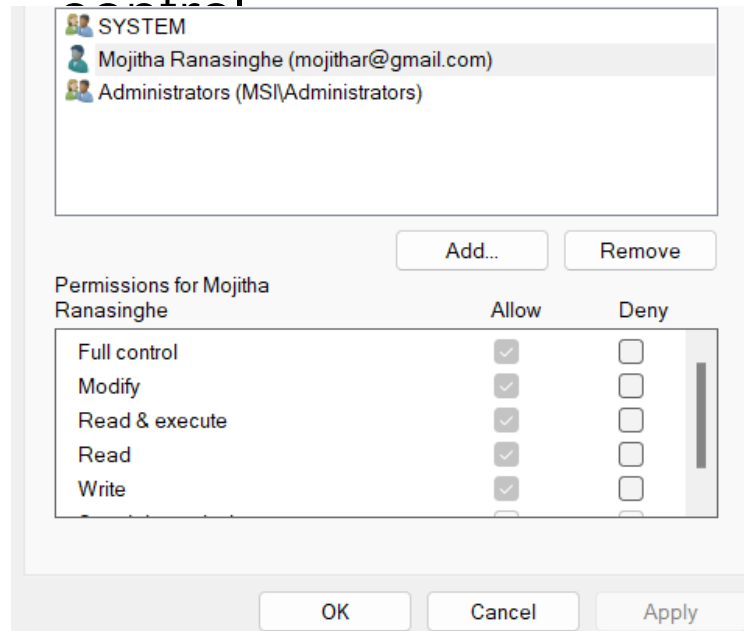 control
SYSTEM
Mojitha Ranasinghe (mojithar@gmail.com)
Administrators (MSI\Administrators)
Add... Remove
Permissions for Mojitha
Ranasinghe Allow Deny
Full control
Modify
Read & execute
Read
Write
OK Cancel Apply